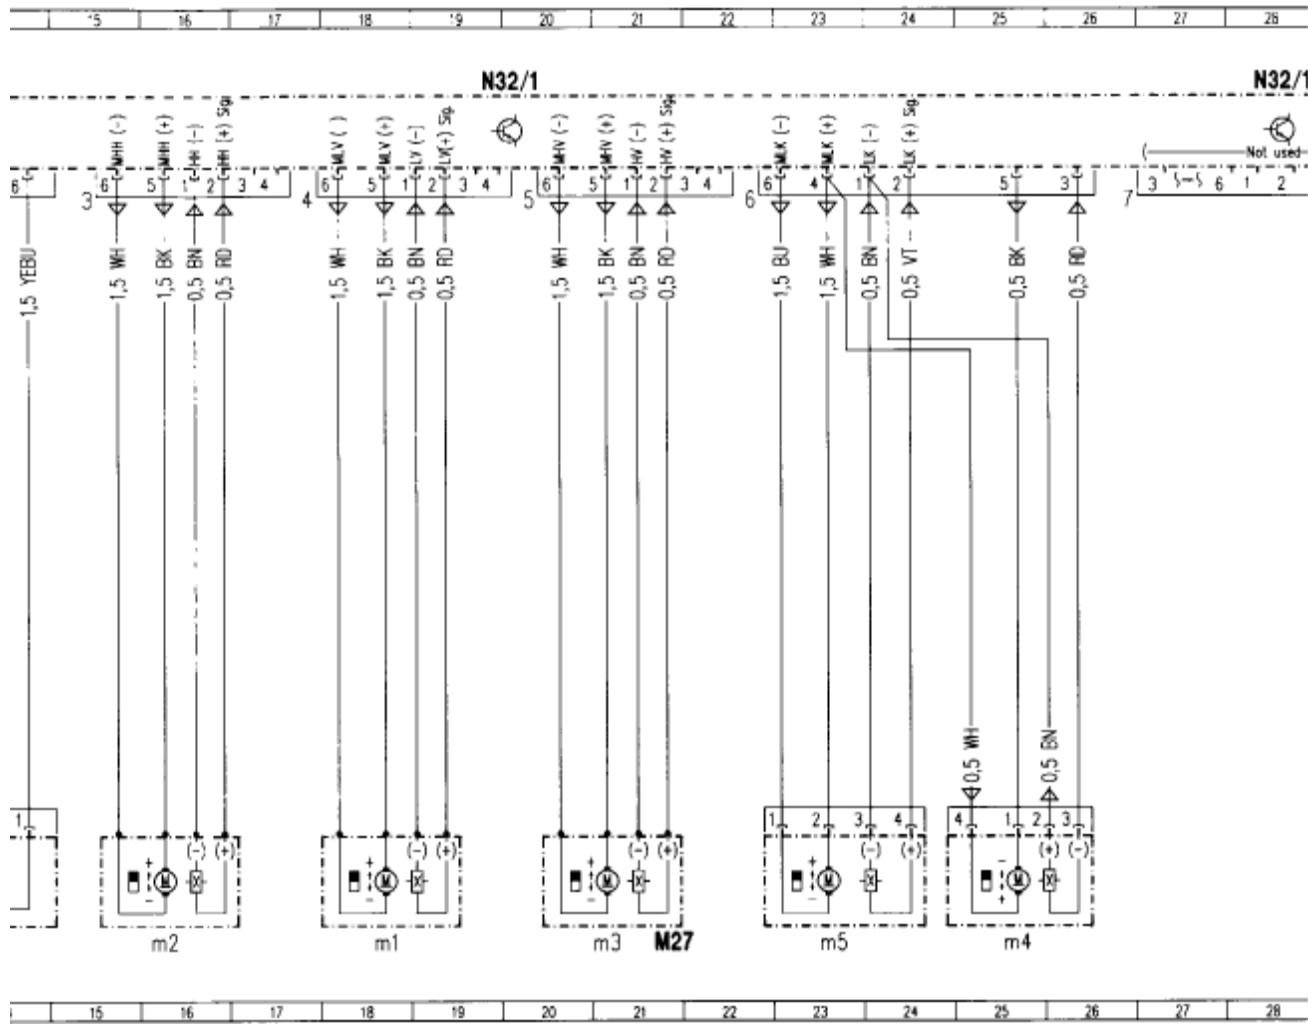 15 16 17 18 19 20 21 22 23 24 25 26 27 28
N32/1 N32/1
MHH (-) MHH (+) HH (-) HH (+) Sig.
MLV ( ) MLV (+) LV (-) LV(+) Sig.
MHV (-) MHV (+) HV (-) HV (+) Sig.
MLK (-) MLK (+) LK (-) LK (+) Sig.
Not used
6 6 5 1 2 3 4 6 5 1 2 3 4 6 5 1 2 3 4 6 4 1 2 5 3 3 6 1 2
3 4 5 6 7
1,5 YEBU 1,5 WH 1,5 BK 0,5 BN 0,5 RD 1,5 WH 1,5 BK 0,5 BN 0,5 RD 1,5 WH 1,5 BK 0,5 BN 0,5 RD 1,5 BU 1,5 WH 0,5 BN 0,5 VT 0,5 BK 0,5 RD
0,5 WH 0,5 BN
1 1 2 3 4 4 1 2 3
(-) (+) (-) (+) (-) (+) (-) (+) (+) (-)
+ + + + -
M X M X M X M X M X
- - - - +
m2 m1 m3 M27 m5 m4
15 16 17 18 19 20 21 22 23 24 25 26 27 28